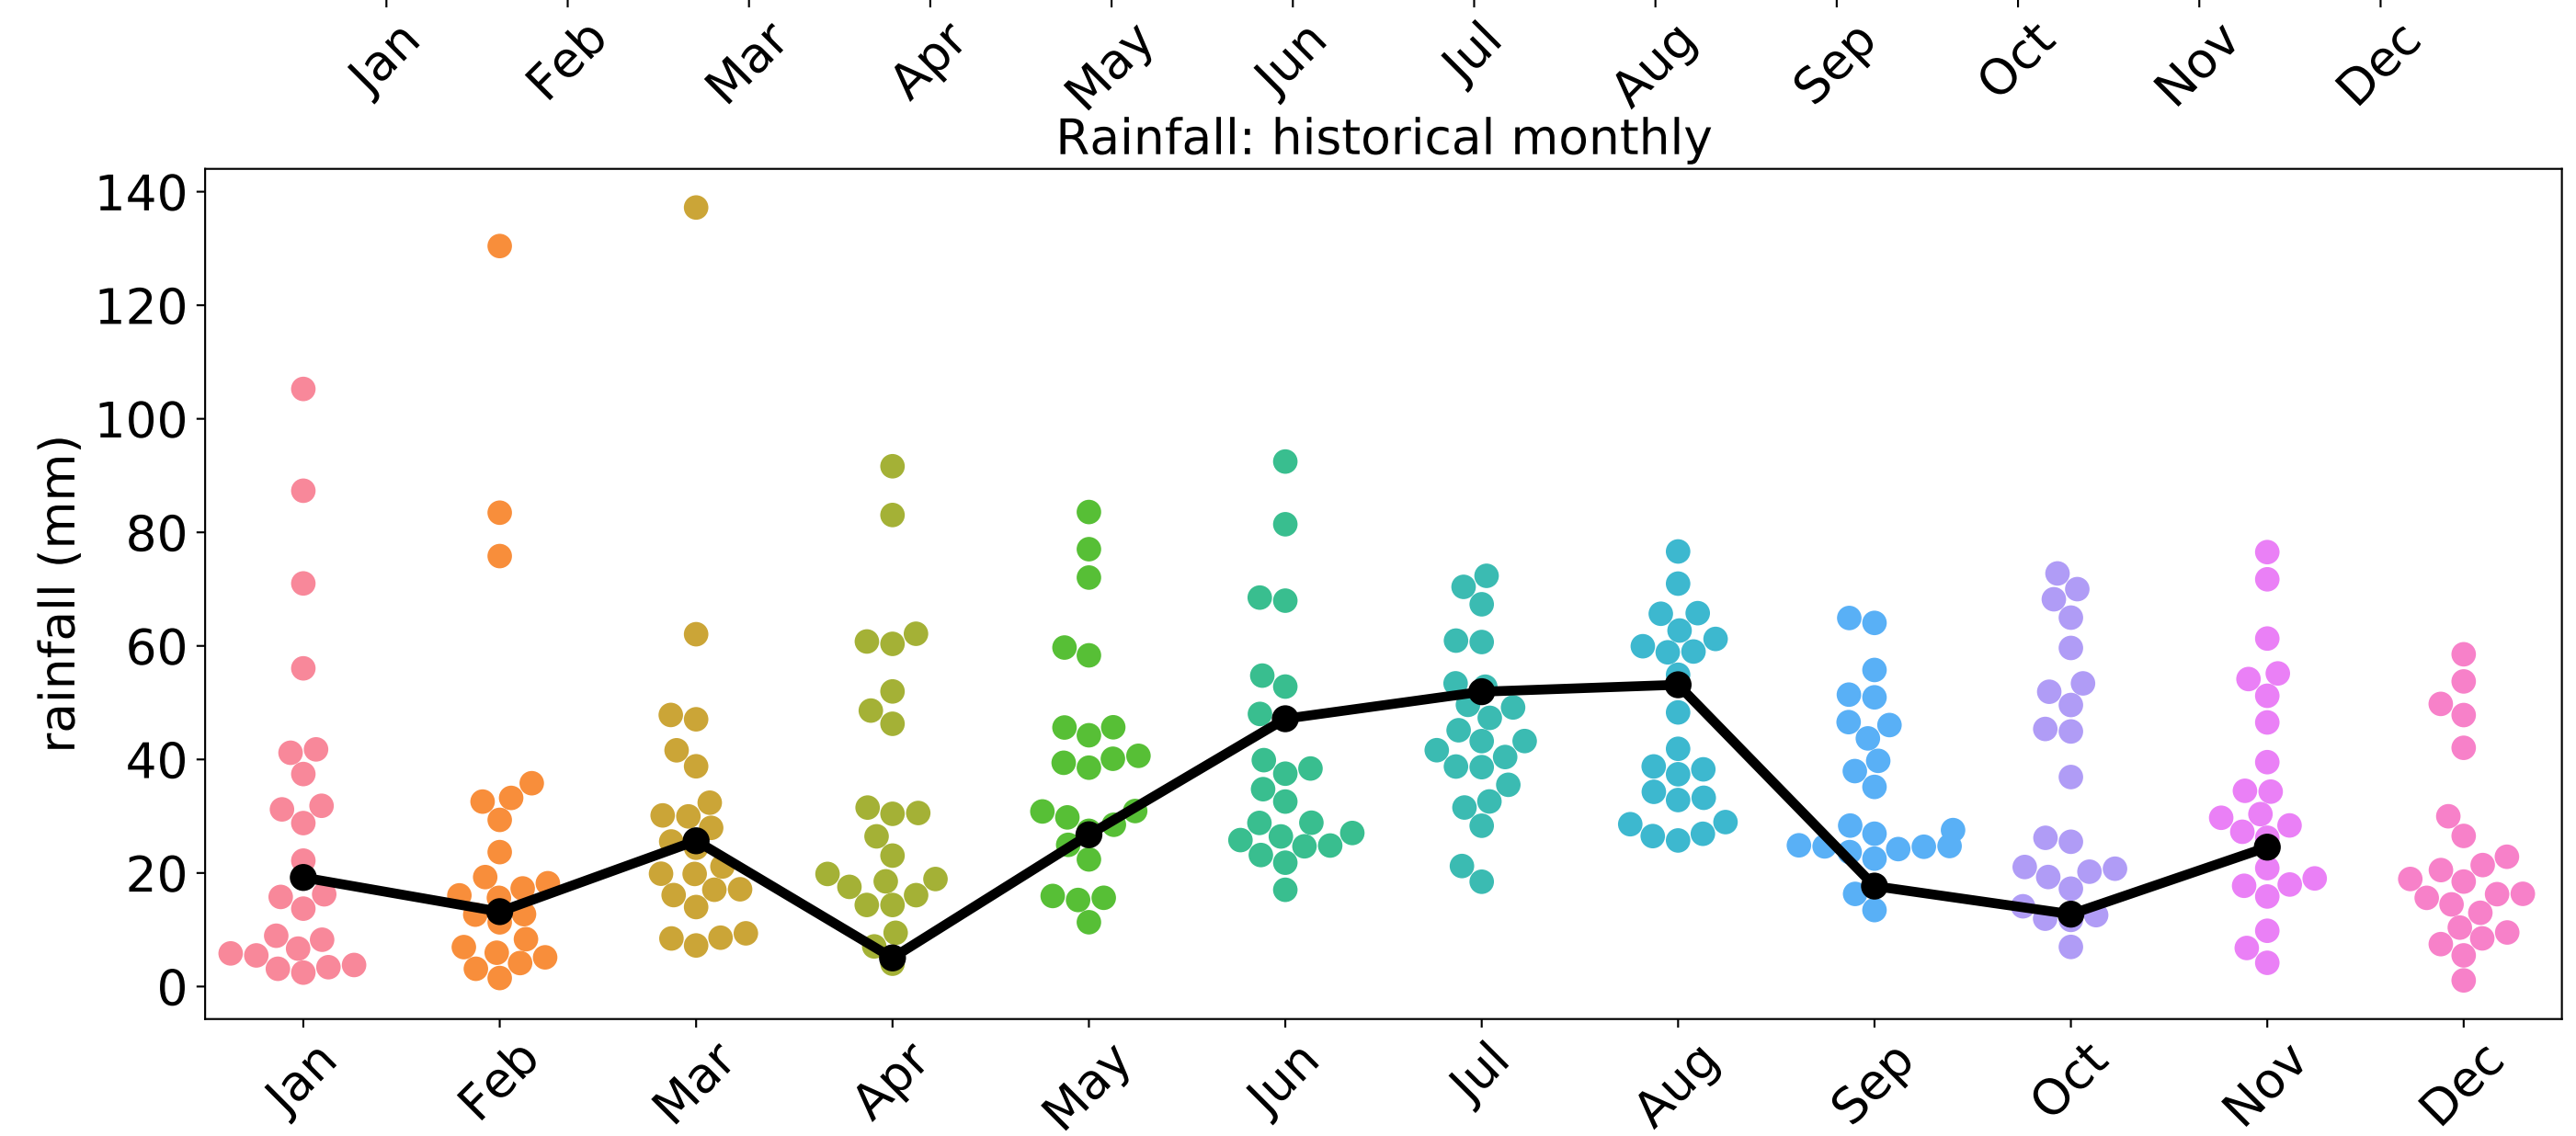 Jan Feb Mar Apr May Jun Jul Aug Sep Oct Nov Dec
Rainfall: historical monthly
rainfall (mm)
140
120
100
80
60
40
20
0
Jan Feb Mar Apr May Jun Jul Aug Sep Oct Nov Dec